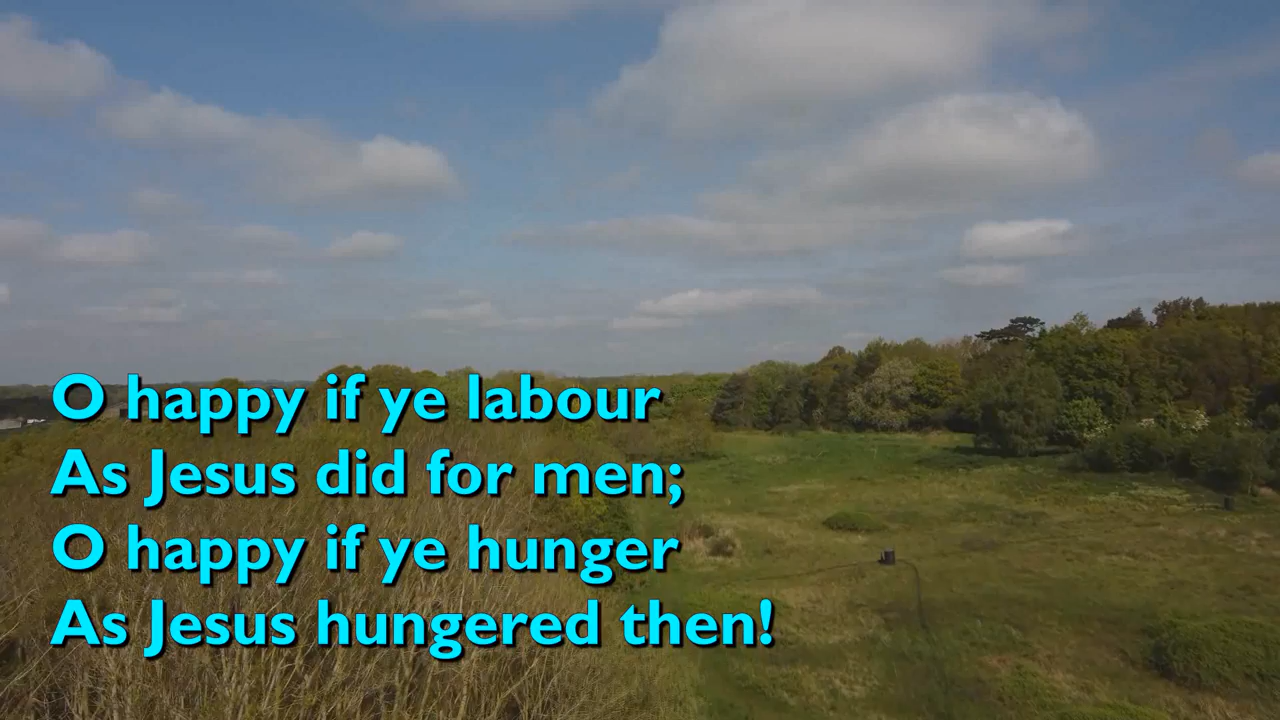 O happy if ye labour
As Jesus did for men;
O happy if ye hunger
As Jesus hungered then!